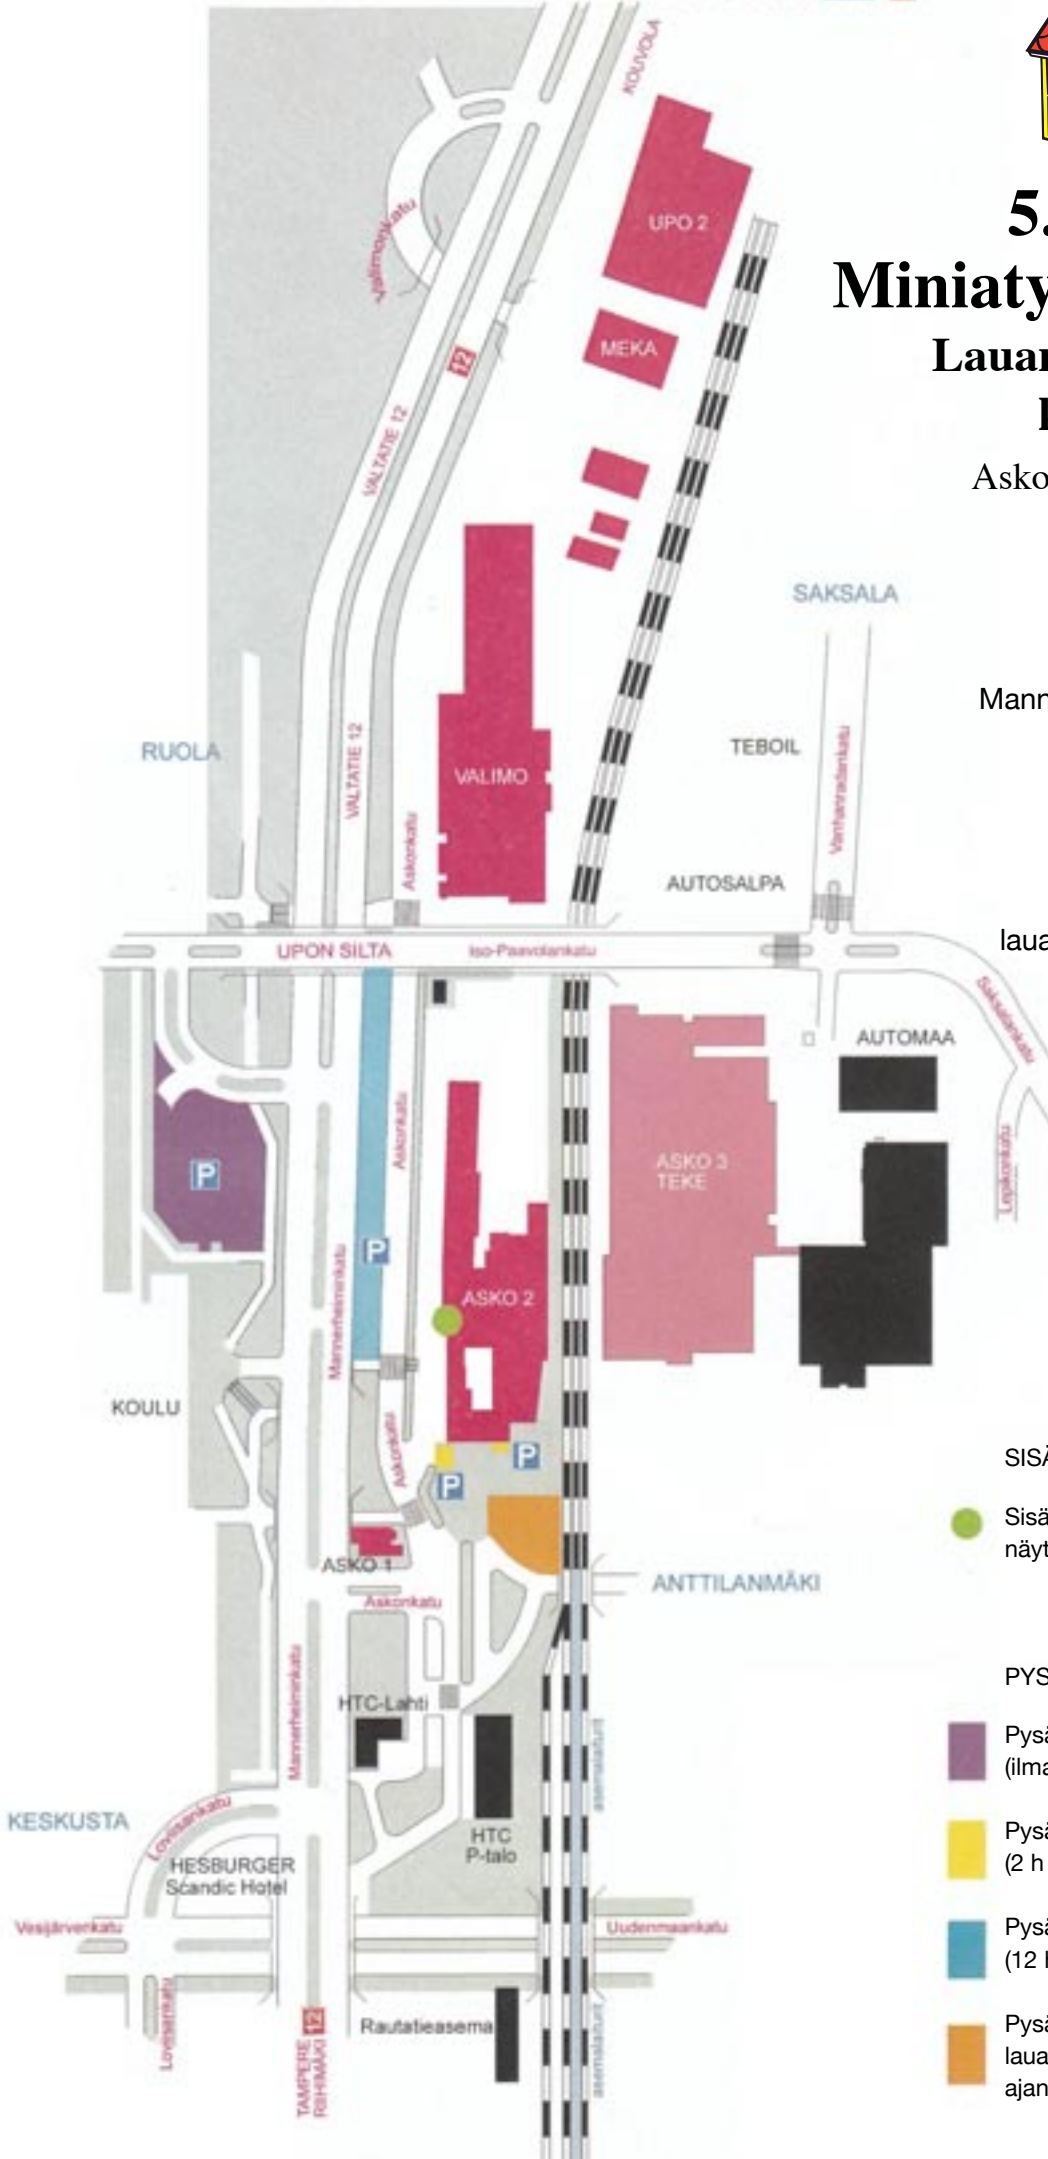 KOUVOLA
5.
Miniaty
Lauan
Asko
UPO 2
Valimonkatu
MEKA
12
VALTATIE 12
SAKSALA
Mann
RUOLA
VALTATIE 12
TEBOIL
VALIMO
Vanhanradankatu
Askonkatu
AUTOSALPA
laua
UPON SILTA
Iso-Paavolankatu
Saksalankatu
AUTOMAA
Askonkatu
ASKO 3
TEKE
Lepikonkatu
P
P
Mannerheiminkatu
ASKO 2
KOULU
Askonkatu
P
P
SISÄ
Sisä
näyt
ASKO 1
ANTTILANMÄKI
Askonkatu
Mannerheiminkatu
HTC-Lahti
PYS
Pysä
(ilma
asemalaiturit
KESKUSTA
Loviisankatu
HTC
P-talo
Pysä
(2 h
HESBURGER
Scandic Hotel
Vesijärvenkatu
Uudenmaankatu
Pysä
(12 h
Loviisankatu
12
TAMPERE
RIIHIMÄKI
Rautatieasema
asemalaiturit
Pysä
laua
ajan